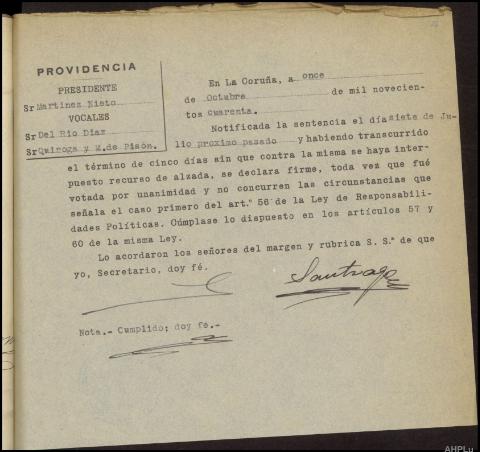 PROVIDENCIA
PRESIDENTE
Sr Martinez Nieto
VOCALES
Sr Del Rio Diaz
Sr Quiroga y M.de Pisón.
En La Coruña, a once
de Octubre de mil novecien-
tos cuarenta.
Notificada la sentencia el día siete de Ju-
lio próximo pasado y habiendo transcurrido
el término de cinco días sin que contra la misma se haya inter-
puesto recurso de alzada, se declara firme, toda vez que fué
votada por unanimidad y no concurren las circunstancias que
señala el caso primero del art.º 56 de la Ley de Responsabili-
dades Políticas. Cúmplase lo dispuesto en los artículos 57 y
60 de la misma Ley.
Lo acordaron los señores del margen y rubrica S. S.ª de que
yo, Secretario, doy fé.
Santiago
Nota.- Cumplido; doy fe.-
AHPLu